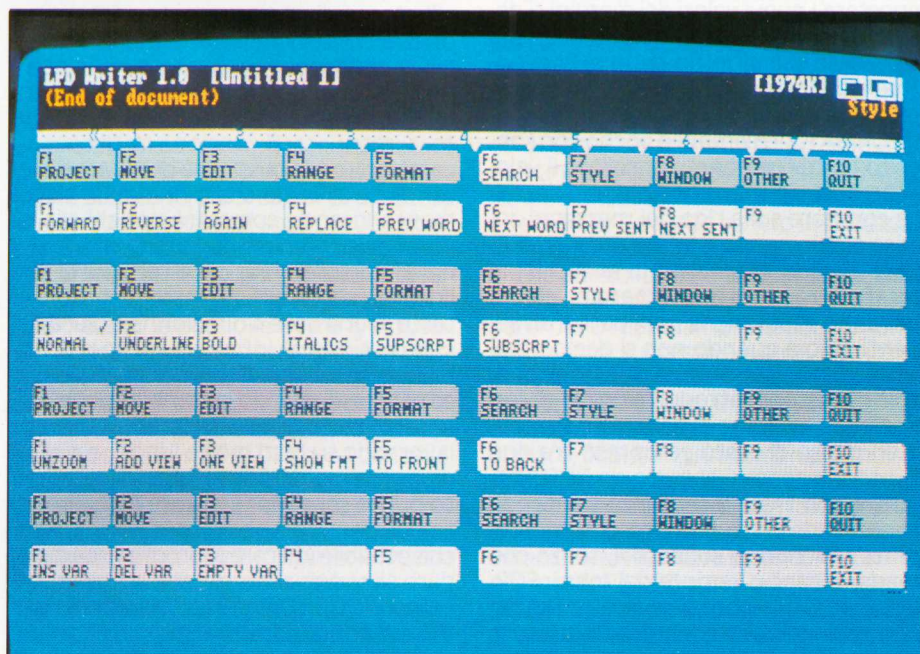 LPD Writer 1.0 [Untitled 1] [1974K]
(End of document) Style
1 2 3 4 5 6 7 8
F1 F2 F3 F4 F5 F6 F7 F8 F9 F10
PROJECT MOVE EDIT RANGE FORMAT SEARCH STYLE WINDOW OTHER QUIT
F1 F2 F3 F4 F5 F6 F7 F8 F9 F10
FORWARD REVERSE AGAIN REPLACE PREV WORD NEXT WORD PREV SENT NEXT SENT EXIT
F1 F2 F3 F4 F5 F6 F7 F8 F9 F10
PROJECT MOVE EDIT RANGE FORMAT SEARCH STYLE WINDOW OTHER QUIT
F1 ✓ F2 F3 F4 F5 F6 F7 F8 F9 F10
NORMAL UNDERLINE BOLD ITALICS SUPSCRPT SUBSCRPT EXIT
F1 F2 F3 F4 F5 F6 F7 F8 F9 F10
PROJECT MOVE EDIT RANGE FORMAT SEARCH STYLE WINDOW OTHER QUIT
F1 F2 F3 F4 F5 F6 F7 F8 F9 F10
UNZOOM ADD VIEW ONE VIEW SHOW FMT TO FRONT TO BACK EXIT
F1 F2 F3 F4 F5 F6 F7 F8 F9 F10
PROJECT MOVE EDIT RANGE FORMAT SEARCH STYLE WINDOW OTHER QUIT
F1 F2 F3 F4 F5 F6 F7 F8 F9 F10
INS VAR DEL VAR EMPTY VAR EXIT